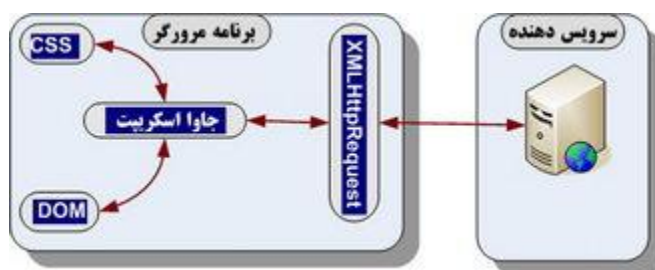 سرویس دهنده
برنامه مرورگر
CSS
XMLHttpRequest
جاوا اسکریپت
DOM